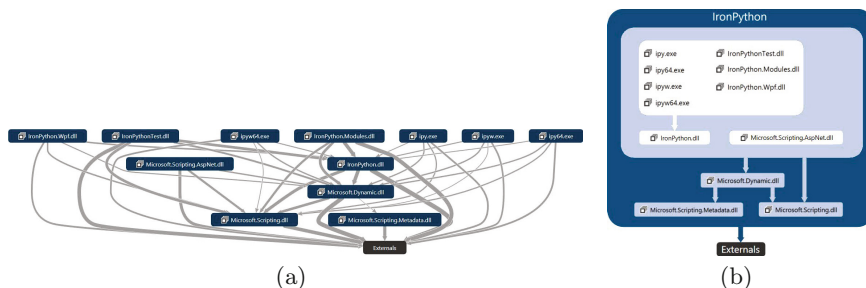 IronPython.Wpf.dll IronPythonTest.dll ipyw64.exe IronPython.Modules.dll ipy.exe ipyw.exe ipy64.exe
Microsoft.Scripting.AspNet.dll IronPython.dll
Microsoft.Dynamic.dll
Microsoft.Scripting.dll Microsoft.Scripting.Metadata.dll
Externals
(a)
IronPython
ipy.exe IronPythonTest.dll
ipy64.exe IronPython.Modules.dll
ipyw.exe IronPython.Wpf.dll
ipyw64.exe
IronPython.dll Microsoft.Scripting.AspNet.dll
Microsoft.Dynamic.dll
Microsoft.Scripting.Metadata.dll Microsoft.Scripting.dll
Externals
(b)